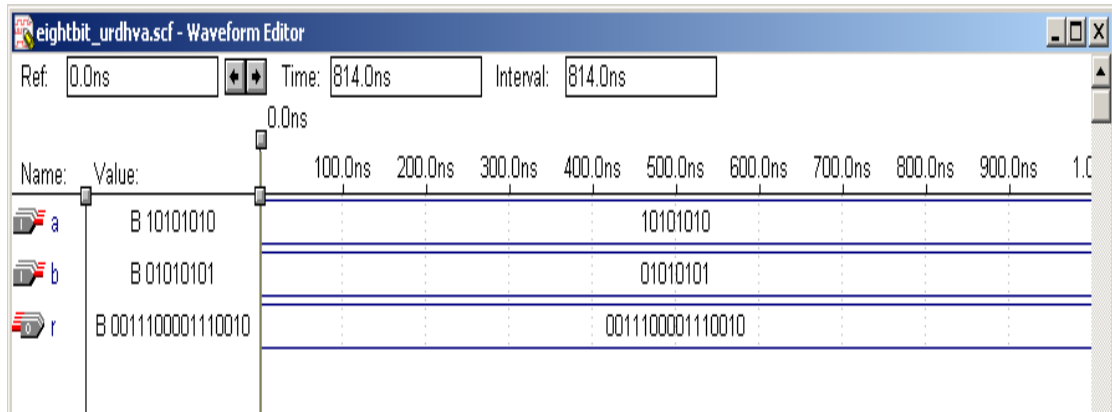 eightbit_urdhva.scf - Waveform Editor
Ref: 0.0ns Time: 814.0ns Interval: 814.0ns
0.0ns
Name: Value: 100.0ns 200.0ns 300.0ns 400.0ns 500.0ns 600.0ns 700.0ns 800.0ns 900.0ns 1.0
a B 10101010 10101010
b B 01010101 01010101
r B 0011100001110010 0011100001110010